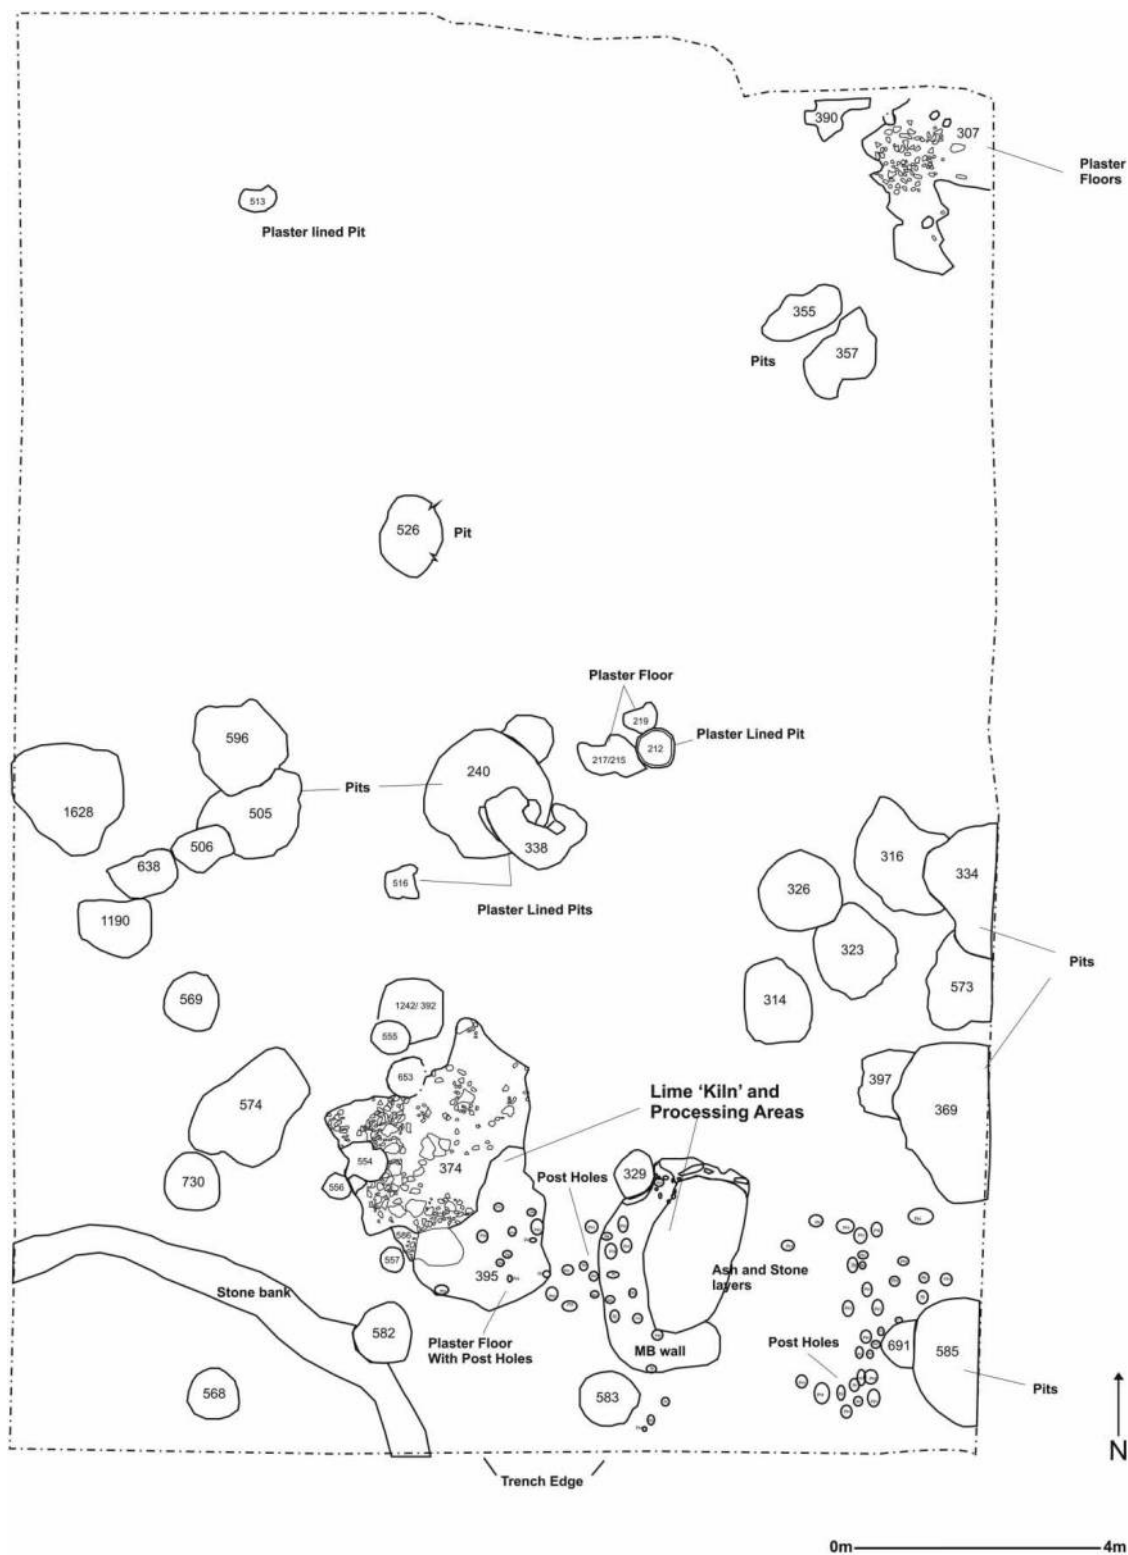 390
307
Plaster
Floors
513
Plaster lined Pit
355
357
Pits
526
Pit
Plaster Floor
219
Plaster Lined Pit
212
217/215
596
240
Pits
1628
505
506
338
638
516
Plaster Lined Pits
1190
316
334
326
323
Pits
573
314
569
1242/ 392
555
653
397
369
574
Lime ‘Kiln’ and
Processing Areas
554
374
556
730
Post Holes
329
586
557
395
Ash and Stone
layers
Stone bank
582
Plaster Floor
With Post Holes
MB wall
Post Holes
691
585
568
583
Pits
N
Trench Edge
0m
4m